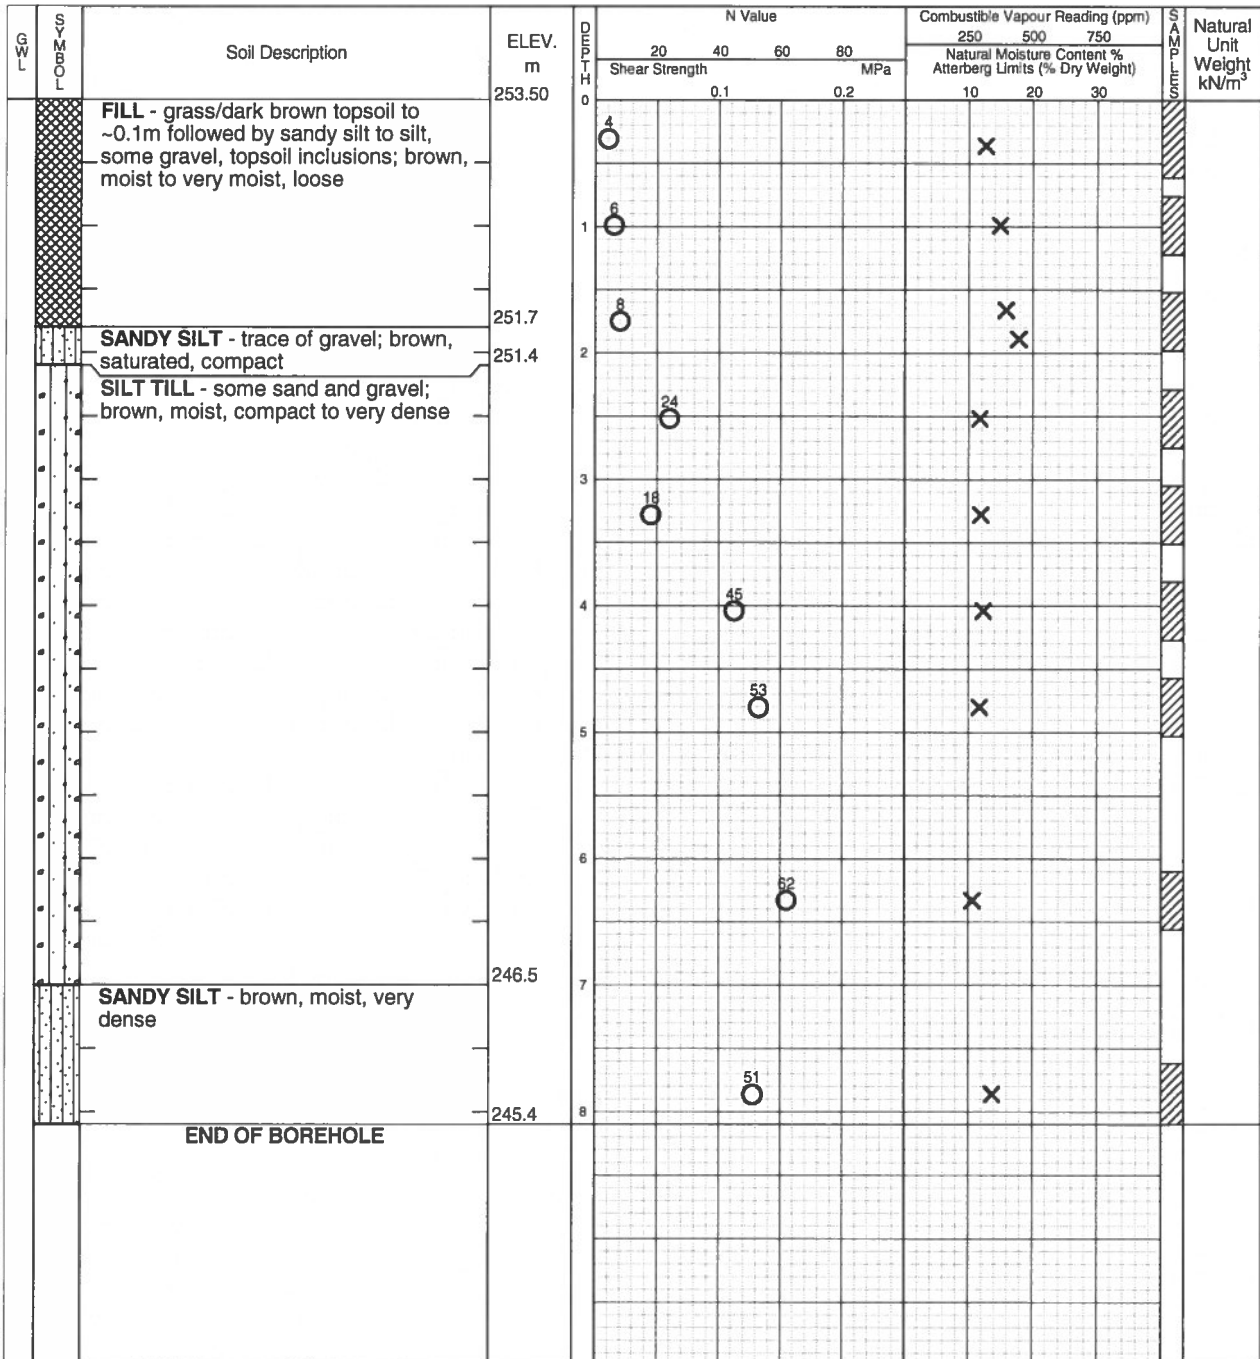 GWL
SYMBOL
Soil Description
ELEV.
m
253.50
DEPTH
N Value
20 40 60 80
Shear Strength MPa
0.1 0.2
Combustible Vapour Reading (ppm)
250 500 750
Natural Moisture Content %
Atterberg Limits (% Dry Weight)
10 20 30
SAMPLES
Natural
Unit
Weight
kN/m³
0
FILL - grass/dark brown topsoil to
~0.1m followed by sandy silt to silt,
some gravel, topsoil inclusions; brown,
moist to very moist, loose
4
6
1
8
251.7
SANDY SILT - trace of gravel; brown,
saturated, compact
251.4
2
SILT TILL - some sand and gravel;
brown, moist, compact to very dense
24
3
18
45
4
53
5
6
62
246.5
7
SANDY SILT - brown, moist, very
dense
51
245.4
8
END OF BOREHOLE